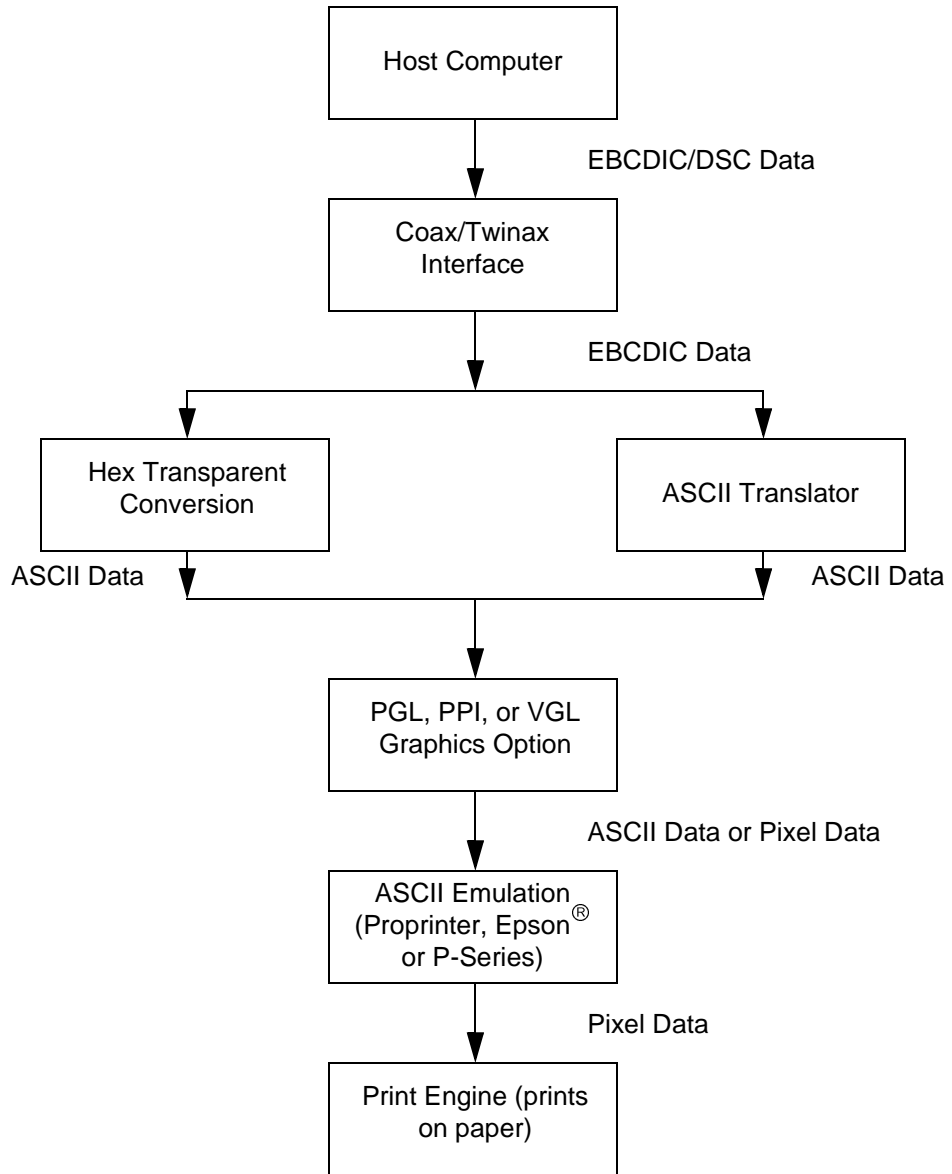 Host Computer
EBCDIC/DSC Data
Coax/Twinax
Interface
EBCDIC Data
Hex Transparent
Conversion
ASCII Translator
ASCII Data
ASCII Data
PGL, PPI, or VGL
Graphics Option
ASCII Data or Pixel Data
ASCII Emulation
(Proprinter, Epson®
or P-Series)
Pixel Data
Print Engine (prints
on paper)